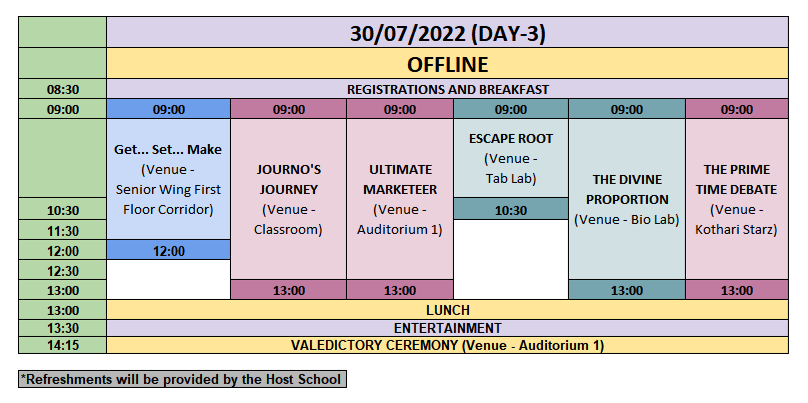 30/07/2022 (DAY-3)
OFFLINE
08:30 REGISTRATIONS AND BREAKFAST
09:00 09:00 09:00 09:00 09:00 09:00 09:00
Get... Set... Make
(Venue -
Senior Wing First
Floor Corridor)
12:00
JOURNO'S
JOURNEY
(Venue -
Classroom)
13:00
ULTIMATE
MARKETEER
(Venue -
Auditorium 1)
13:00
ESCAPE ROOT
(Venue -
Tab Lab)
10:30
THE DIVINE
PROPORTION
(Venue - Bio Lab)
13:00
THE PRIME
TIME DEBATE
(Venue -
Kothari Starz)
13:00
10:30
11:30
12:00
12:30
13:00
13:00 LUNCH
13:30 ENTERTAINMENT
14:15 VALEDICTORY CEREMONY (Venue - Auditorium 1)
*Refreshments will be provided by the Host School